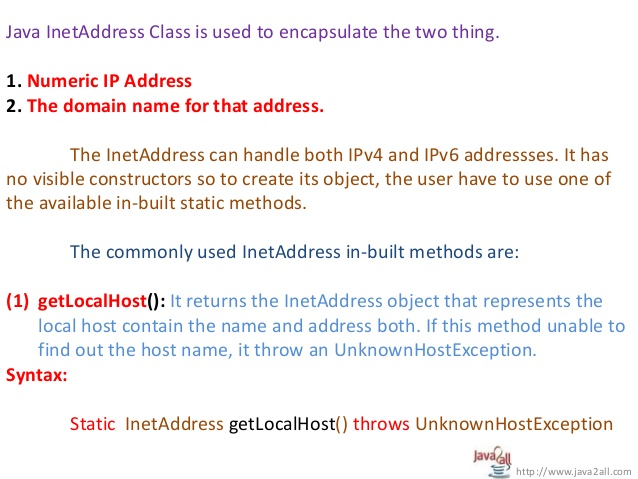 Java InetAddress Class is used to encapsulate the two thing.
1. Numeric IP Address
2. The domain name for that address.
The InetAddress can handle both IPv4 and IPv6 addressses. It has
no visible constructors so to create its object, the user have to use one of
the available in-built static methods.
The commonly used InetAddress in-built methods are:
(1) getLocalHost(): It returns the InetAddress object that represents the
local host contain the name and address both. If this method unable to
find out the host name, it throw an UnknownHostException.
Syntax:
Static InetAddress getLocalHost() throws UnknownHostException
Java2all
http://www.java2all.com